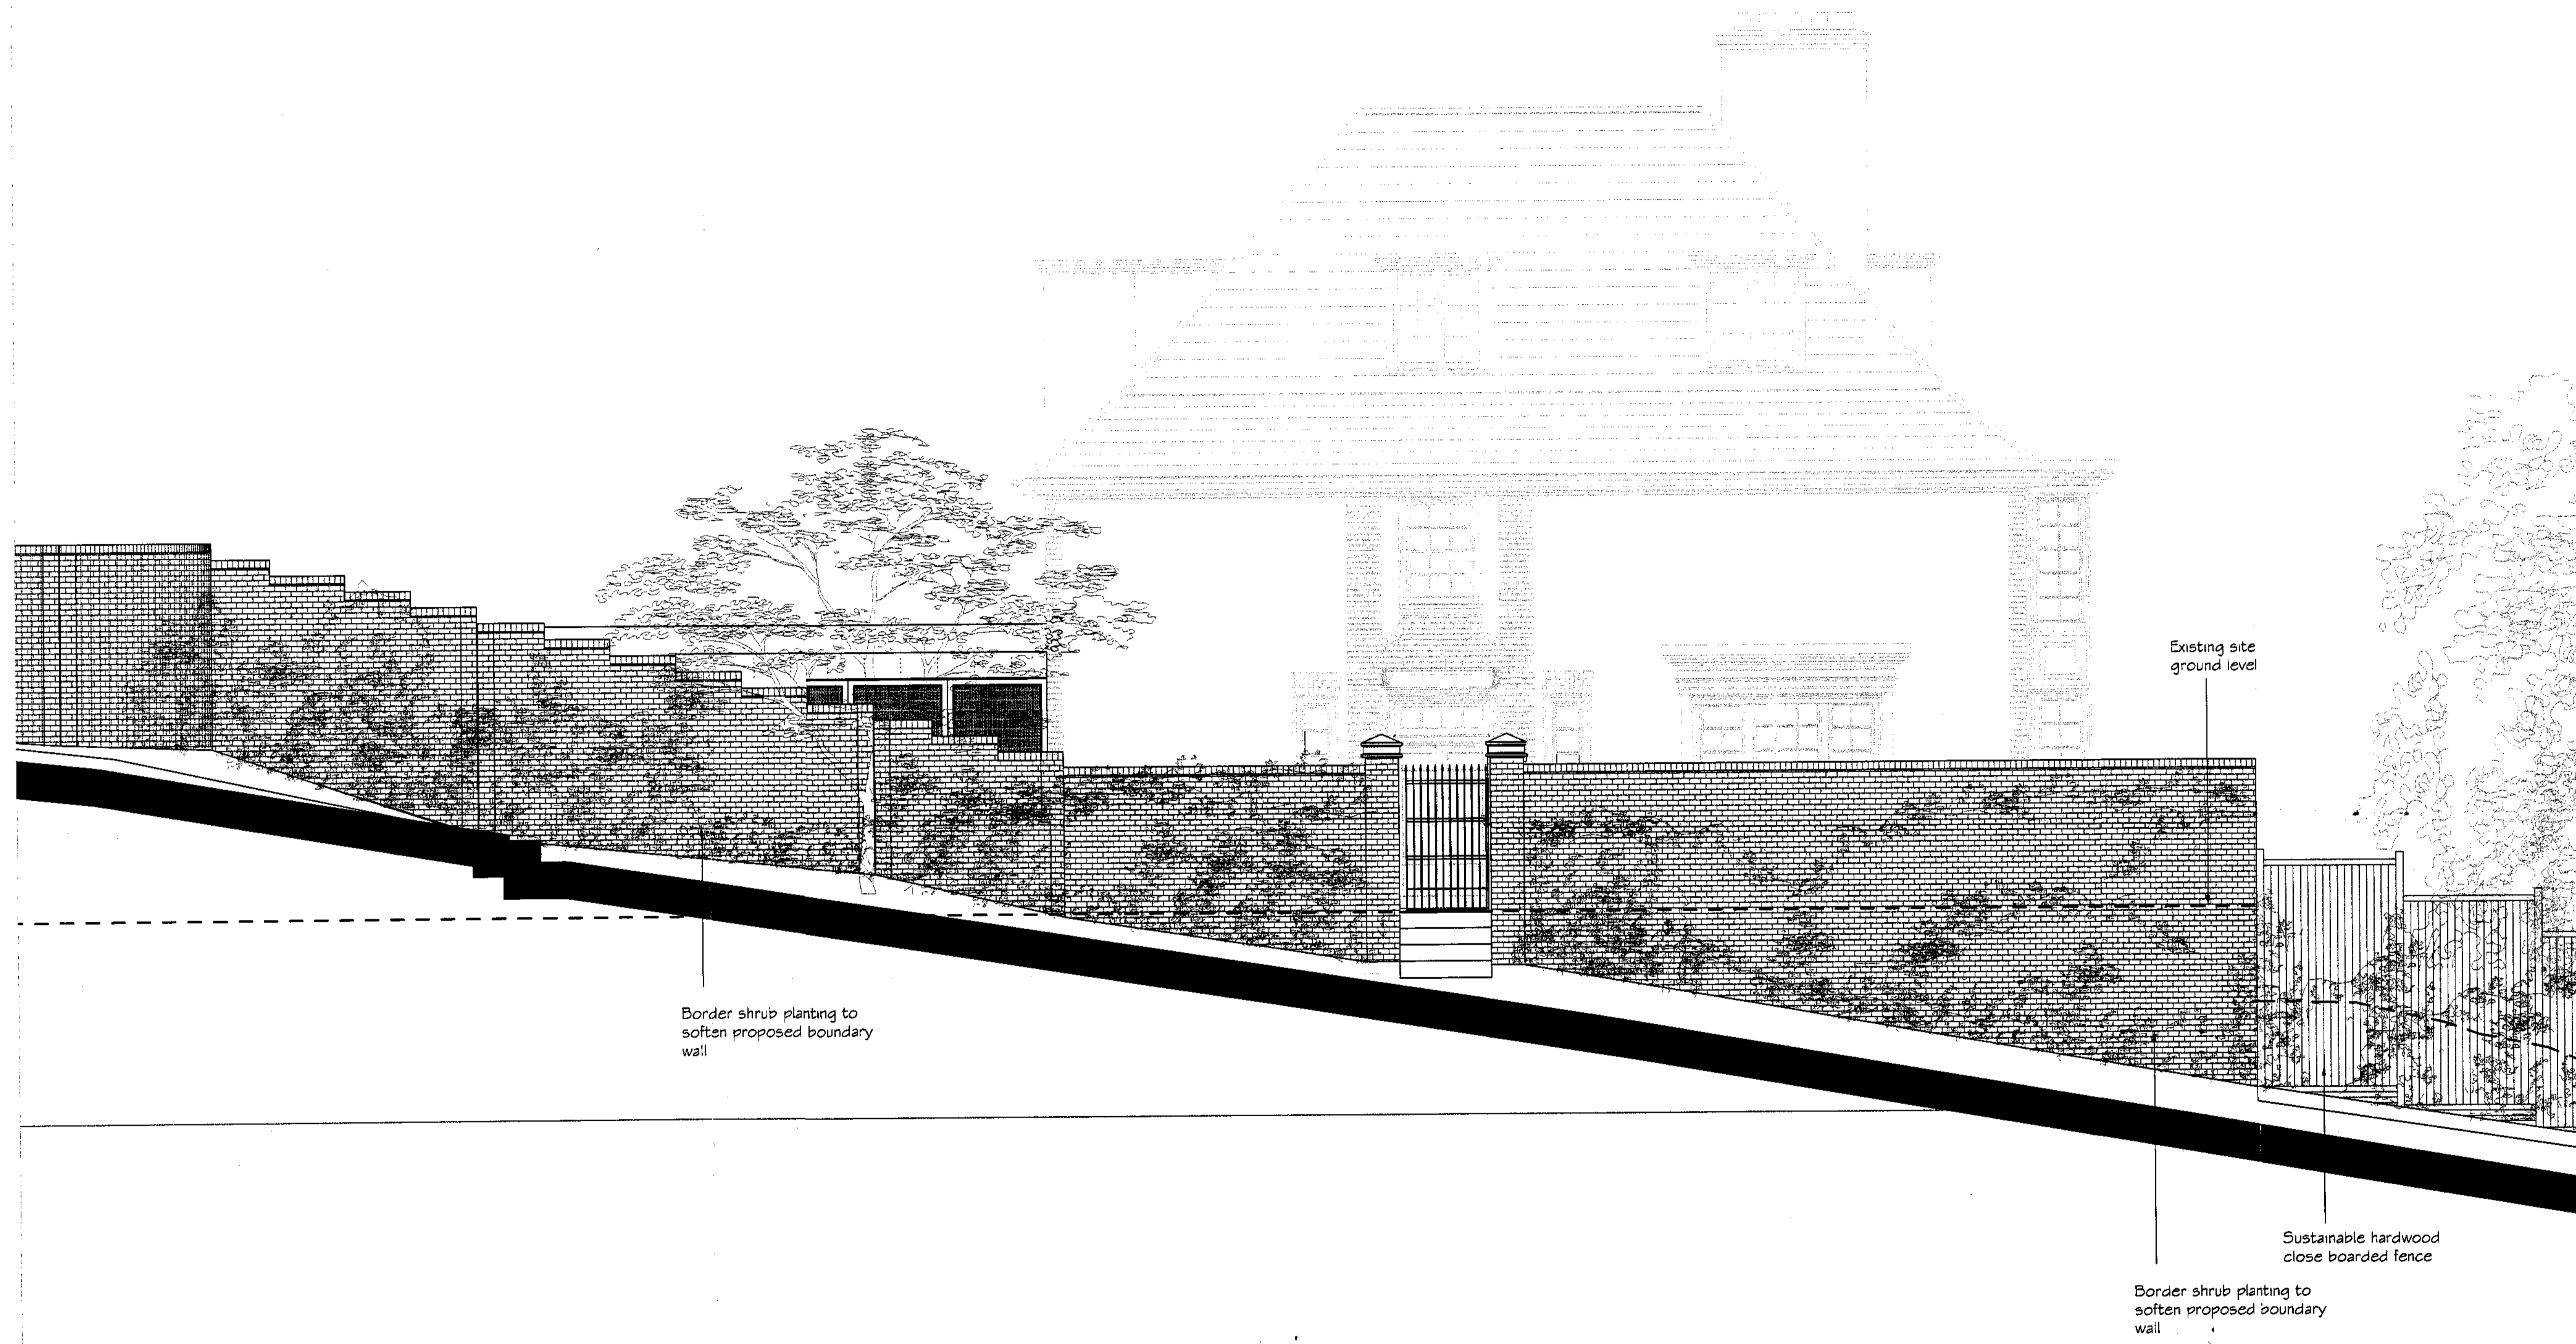 Existing site
ground level
Border shrub planting to
soften proposed boundary
wall
Sustainable hardwood
close boarded fence
Border shrub planting to
soften proposed boundary
wall